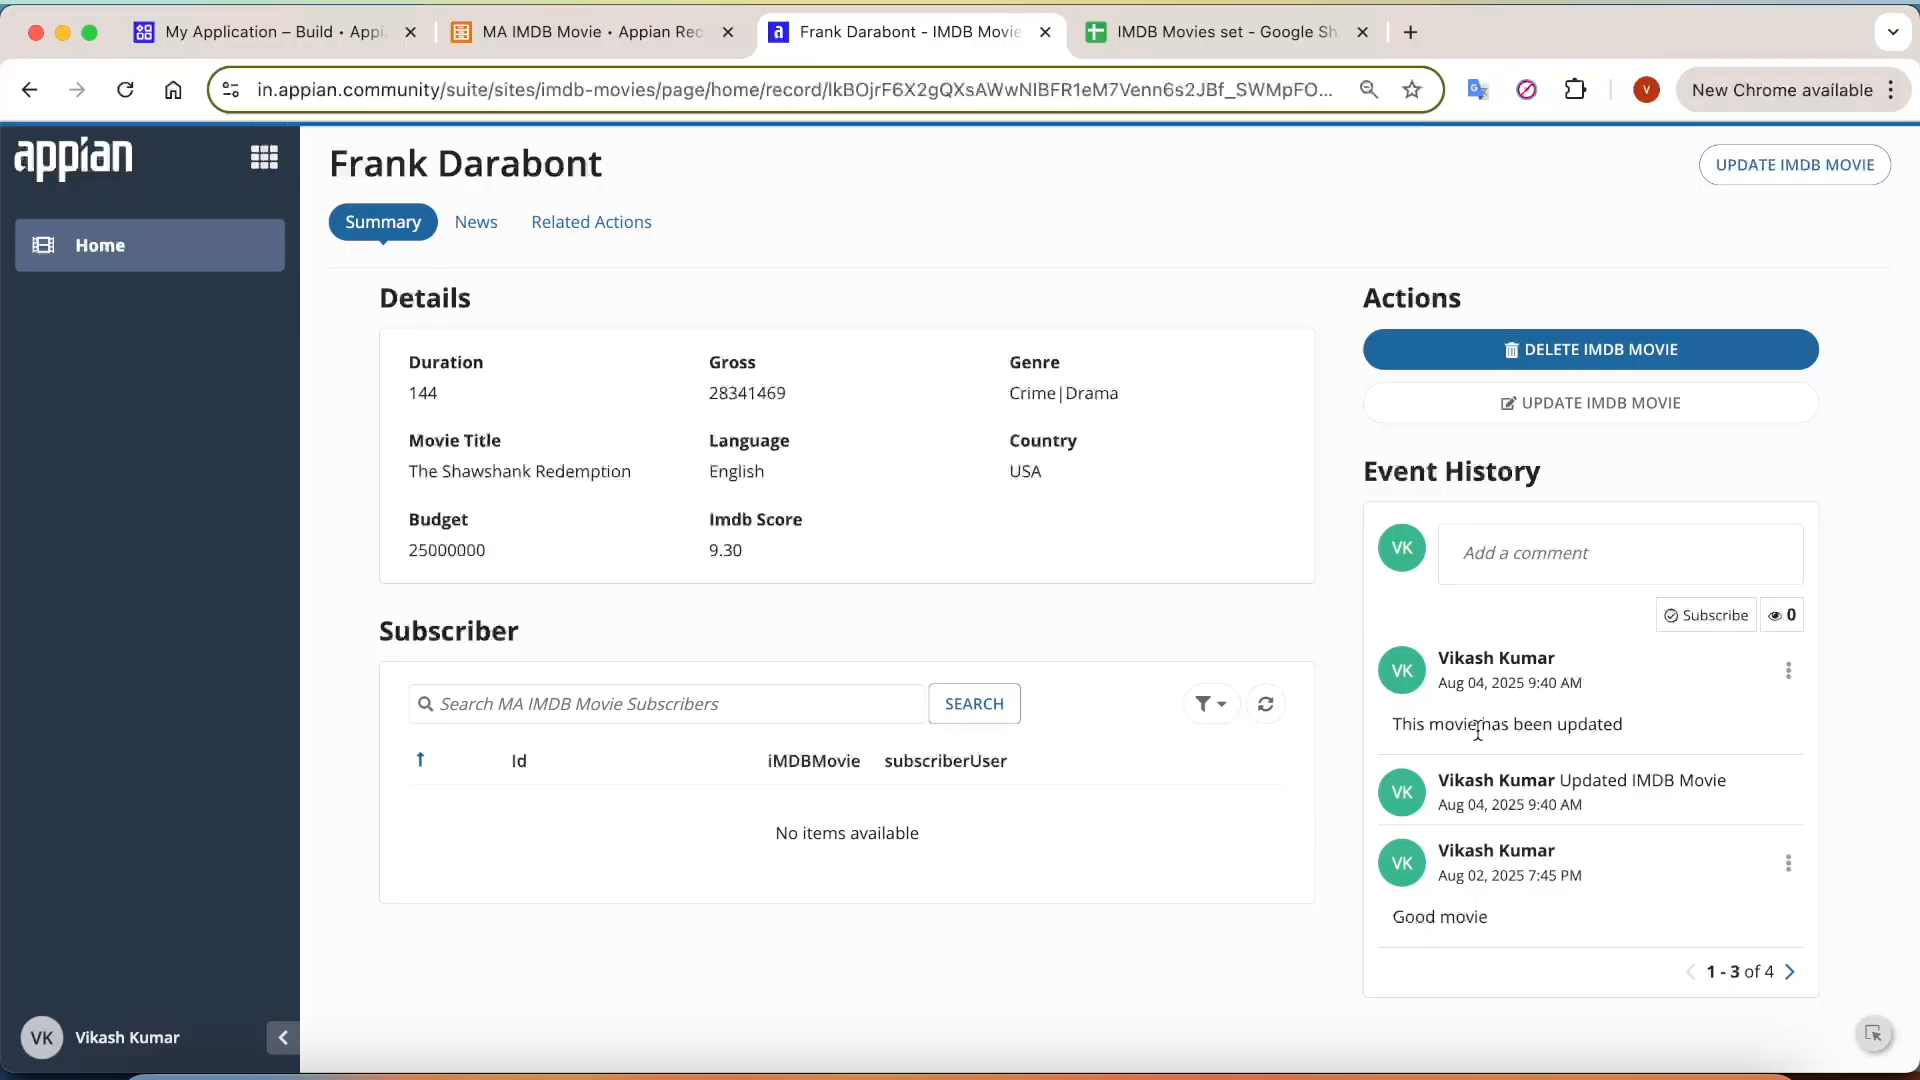 My Application – Build • Appi
MA IMDB Movie • Appian Rec
Frank Darabont - IMDB Movie
IMDB Movies set - Google Sh
in.appian.community/suite/sites/imdb-movies/page/home/record/lkBOjrF6X2gQXsAWwNIBFR1eM7Venn6s2JBf_SWMpFO...
V
New Chrome available
appian
Home
Frank Darabont
UPDATE IMDB MOVIE
Summary
News
Related Actions
Details
Duration
Gross
Genre
144
28341469
Crime|Drama
Movie Title
Language
Country
The Shawshank Redemption
English
USA
Budget
Imdb Score
25000000
9.30
Subscriber
Search MA IMDB Movie Subscribers
SEARCH
Id
iMDBMovie
subscriberUser
No items available
Actions
DELETE IMDB MOVIE
UPDATE IMDB MOVIE
Event History
VK
Add a comment
Subscribe
0
VK
Vikash Kumar
Aug 04, 2025 9:40 AM
This movie has been updated
VK
Vikash Kumar Updated IMDB Movie
Aug 04, 2025 9:40 AM
VK
Vikash Kumar
Aug 02, 2025 7:45 PM
Good movie
1 - 3 of 4
VK
Vikash Kumar